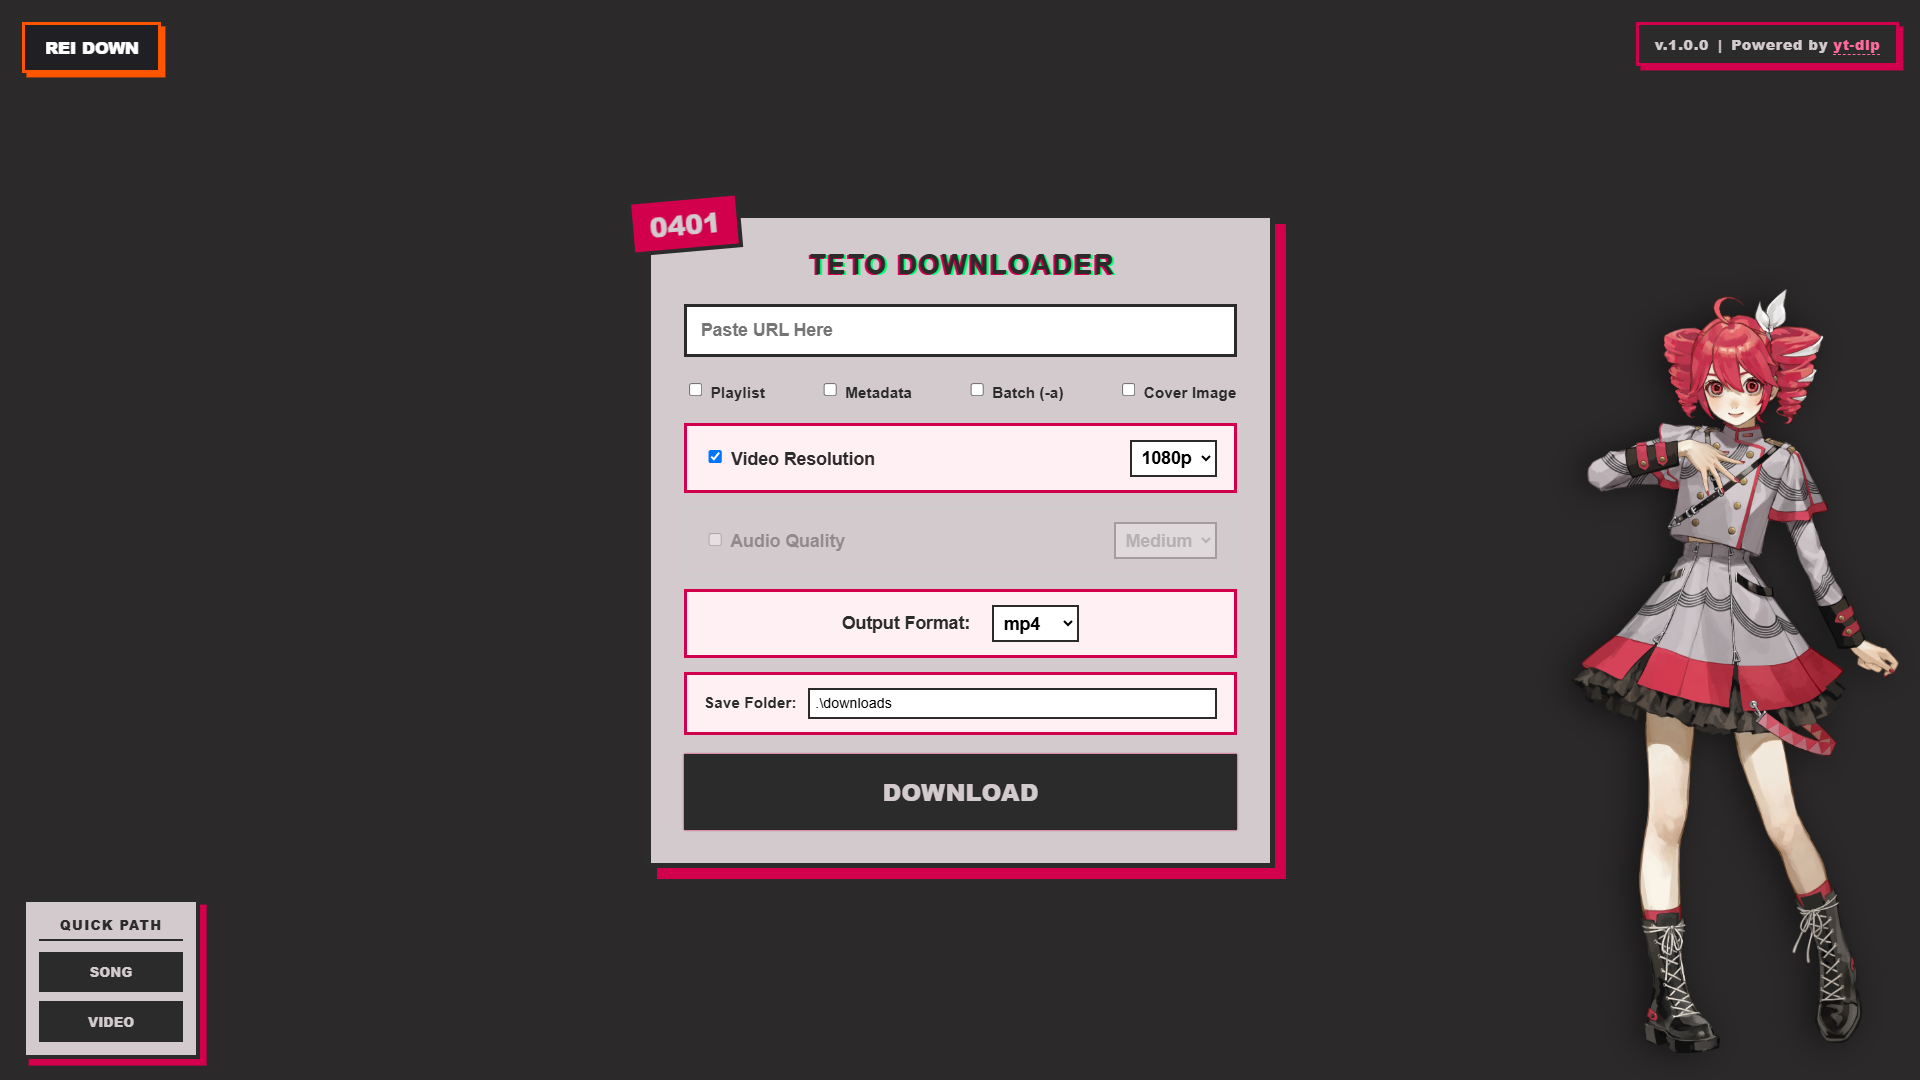 REI DOWN
v.1.0.0 | Powered by yt-dlp
0401
TETO DOWNLOADER
Paste URL Here
Playlist Metadata Batch (-a) Cover Image
Video Resolution 1080p
Audio Quality Medium
Output Format: mp4
Save Folder: .\downloads
DOWNLOAD
QUICK PATH
SONG
VIDEO